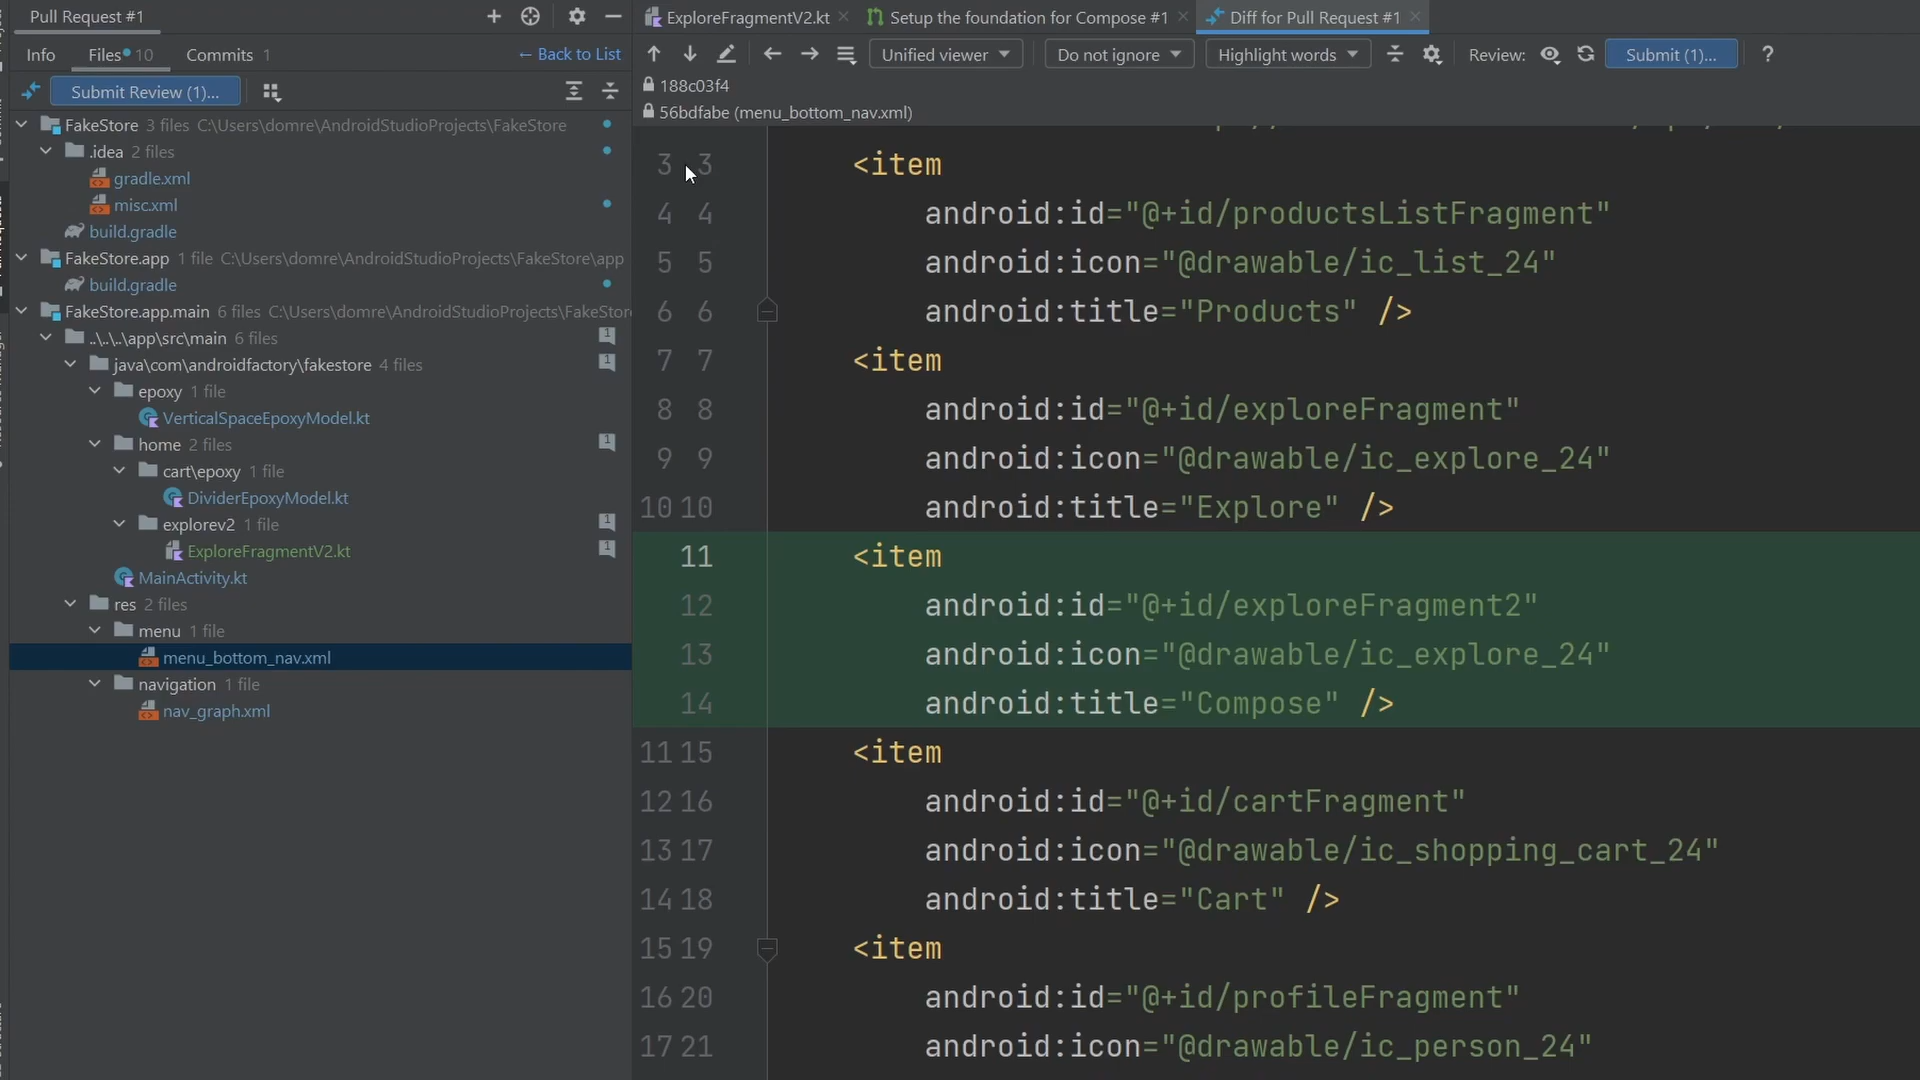 Pull Request #1
Info
Files 10
Commits 1
← Back to List
Submit Review (1)...
FakeStore 3 files C:\Users\domre\AndroidStudioProjects\FakeStore
.idea 2 files
gradle.xml
misc.xml
build.gradle
FakeStore.app 1 file C:\Users\domre\AndroidStudioProjects\FakeStore\app
build.gradle
FakeStore.app.main 6 files C:\Users\domre\AndroidStudioProjects\FakeStore
..\..\..\app\src\main 6 files
1
java\com\androidfactory\fakestore 4 files
1
epoxy 1 file
VerticalSpaceEpoxyModel.kt
home 2 files
1
cart\epoxy 1 file
DividerEpoxyModel.kt
explorev2 1 file
1
ExploreFragmentV2.kt
1
MainActivity.kt
res 2 files
menu 1 file
menu_bottom_nav.xml
navigation 1 file
nav_graph.xml
ExploreFragmentV2.kt
Setup the foundation for Compose #1
Diff for Pull Request #1
Unified viewer
Do not ignore
Highlight words
Review:
Submit (1)...
?
188c03f4
56bdfabe (menu_bottom_nav.xml)
3 3 <item
4 4 android:id="@+id/productsListFragment"
5 5 android:icon="@drawable/ic_list_24"
6 6 android:title="Products" />
7 7 <item
8 8 android:id="@+id/exploreFragment"
9 9 android:icon="@drawable/ic_explore_24"
10 10 android:title="Explore" />
11 <item
12 android:id="@+id/exploreFragment2"
13 android:icon="@drawable/ic_explore_24"
14 android:title="Compose" />
11 15 <item
12 16 android:id="@+id/cartFragment"
13 17 android:icon="@drawable/ic_shopping_cart_24"
14 18 android:title="Cart" />
15 19 <item
16 20 android:id="@+id/profileFragment"
17 21 android:icon="@drawable/ic_person_24"